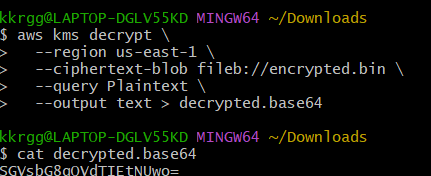 kkrgg@LAPTOP-DGLV55KD MINGW64 ~/Downloads
$ aws kms decrypt \
>   --region us-east-1 \
>   --ciphertext-blob fileb://encrypted.bin \
>   --query Plaintext \
>   --output text > decrypted.base64
kkrgg@LAPTOP-DGLV55KD MINGW64 ~/Downloads
$ cat decrypted.base64
SGVsbG8gQVdTIEtNUwo=